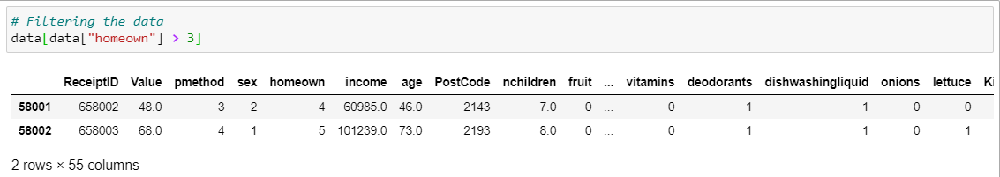 # Filtering the data
data[data["homeown"] > 3]
ReceiptID Value pmethod sex homeown income age PostCode nchildren fruit ... vitamins deodorants dishwashingliquid onions lettuce Ki
58001 658002 48.0 3 2 4 60985.0 46.0 2143 7.0 0 ... 0 1 1 0 0
58002 658003 68.0 4 1 5 101239.0 73.0 2193 8.0 0 ... 0 1 1 0 1
2 rows × 55 columns